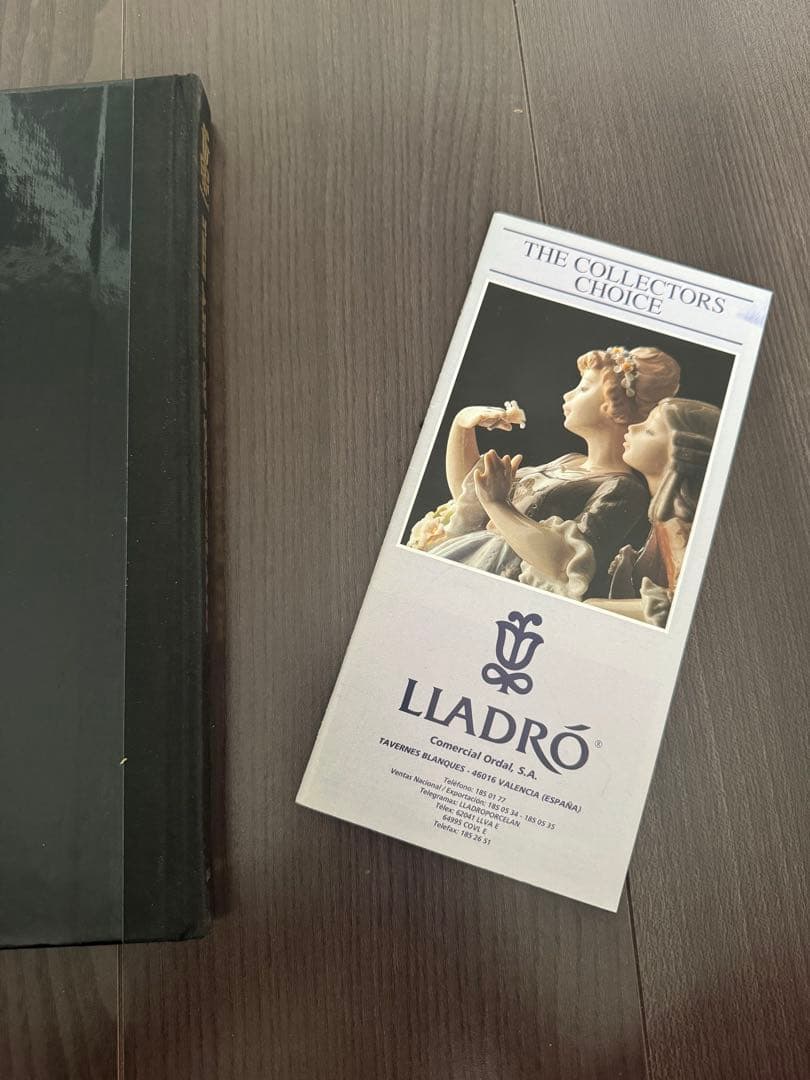 THE COLLECTORS
CHOICE
LLADRÓ®
Comercial Ordal, S.A.
TAVERNES BLANQUES - 46016 VALENCIA (ESPAÑA)
Teléfono: 185 01 77
Ventas Nacional / Exportación: 185 05 34 - 185 05 35
Telegramas: LLADROPORCELAN
Télex: 62041 LLVA E
64995 COVL E
Telefax: 185 26 51